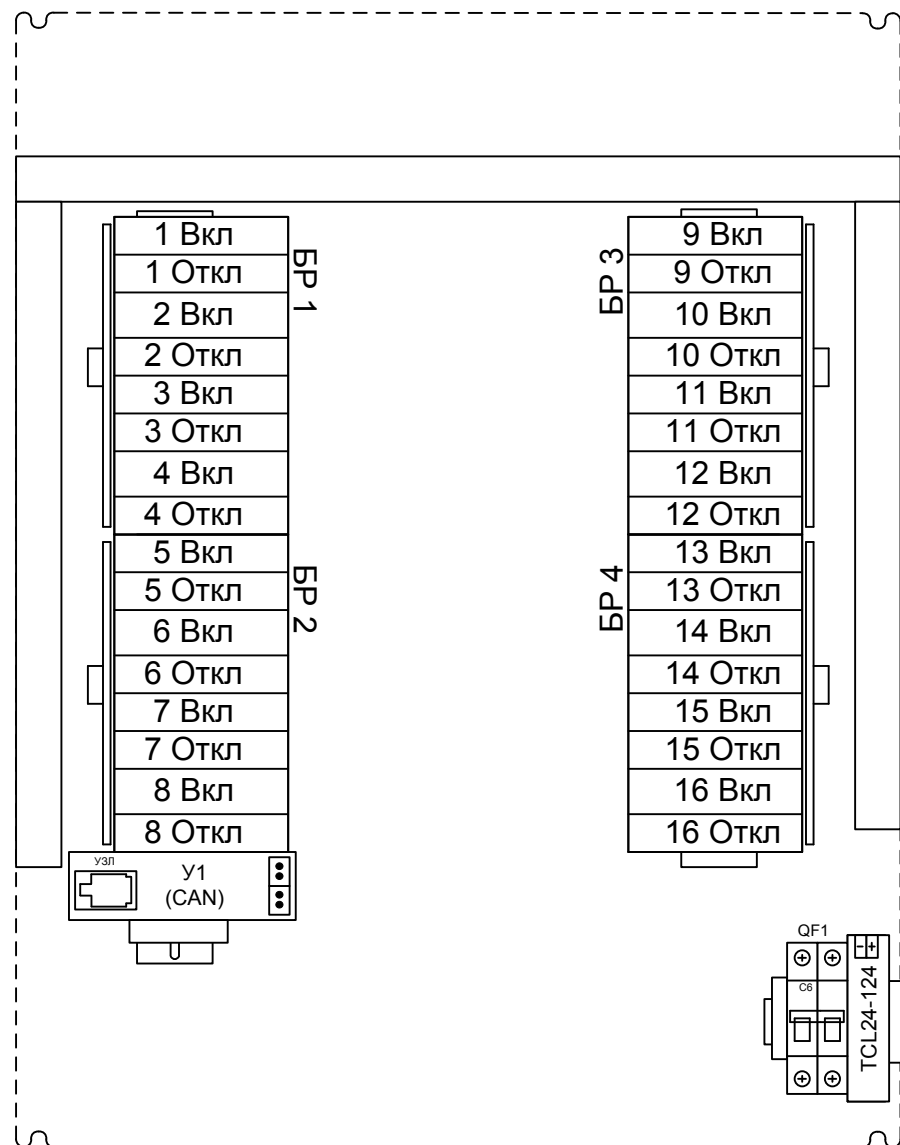 1 Вкл
1 Откл
2 Вкл
2 Откл
3 Вкл
3 Откл
4 Вкл
4 Откл
БР 1
5 Вкл
5 Откл
6 Вкл
6 Откл
7 Вкл
7 Откл
8 Вкл
8 Откл
БР 2
УЗЛ
У1
(CAN)
БР 3
9 Вкл
9 Откл
10 Вкл
10 Откл
11 Вкл
11 Откл
12 Вкл
12 Откл
БР 4
13 Вкл
13 Откл
14 Вкл
14 Откл
15 Вкл
15 Откл
16 Вкл
16 Откл
QF1
C6
- +
TCL24-124